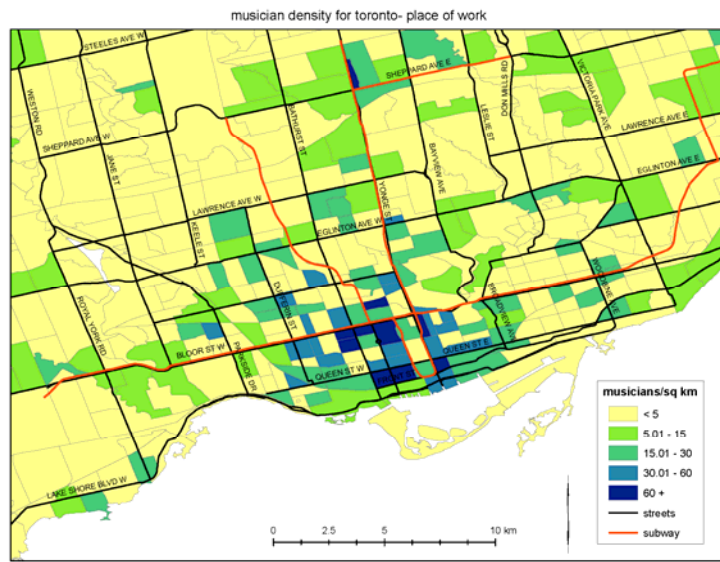 musician density for toronto- place of work
STEELES AVE W
WESTON RD
SHEPPARD AVE E
DON MILLS RD
VICTORIA PARK AVE
BATHURST ST
LESLIE ST
LAWRENCE AVE E
SHEPPARD AVE W
JANE ST
BAYVIEW AVE
EGLINTON AVE E
YONGE ST
LAWRENCE AVE W
KEELE ST
EGLINTON AVE W
ROYAL YORK RD
DUFFERIN ST
BROADVIEW AVE
BLOOR ST W
PARKSIDE DR
QUEEN ST E
QUEEN ST W
FRONT ST
LAKE SHORE BLVD W
musicians/sq km
< 5
5.01 - 15
15.01 - 30
30.01 - 60
60 +
streets
subway
0 2.5 5 10 km